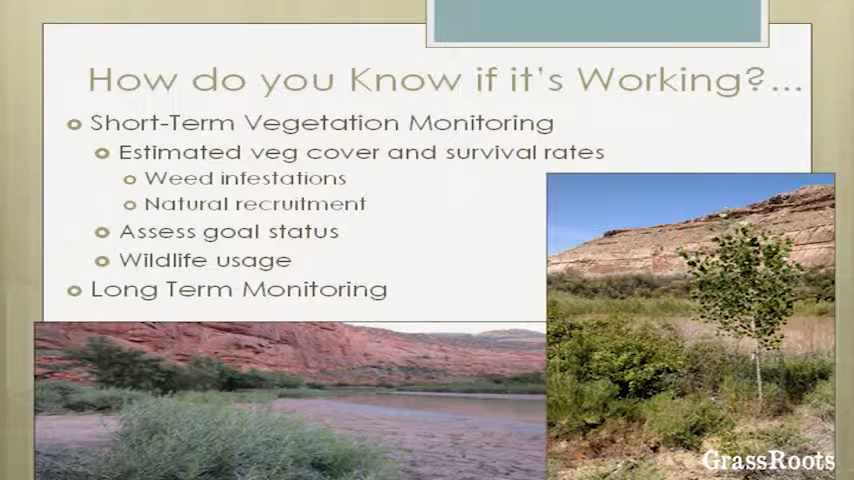 How do you Know if it's Working?...
Short-Term Vegetation Monitoring
Estimated veg cover and survival rates
Weed infestations
Natural recruitment
Assess goal status
Wildlife usage
Long Term Monitoring
GrassRoots